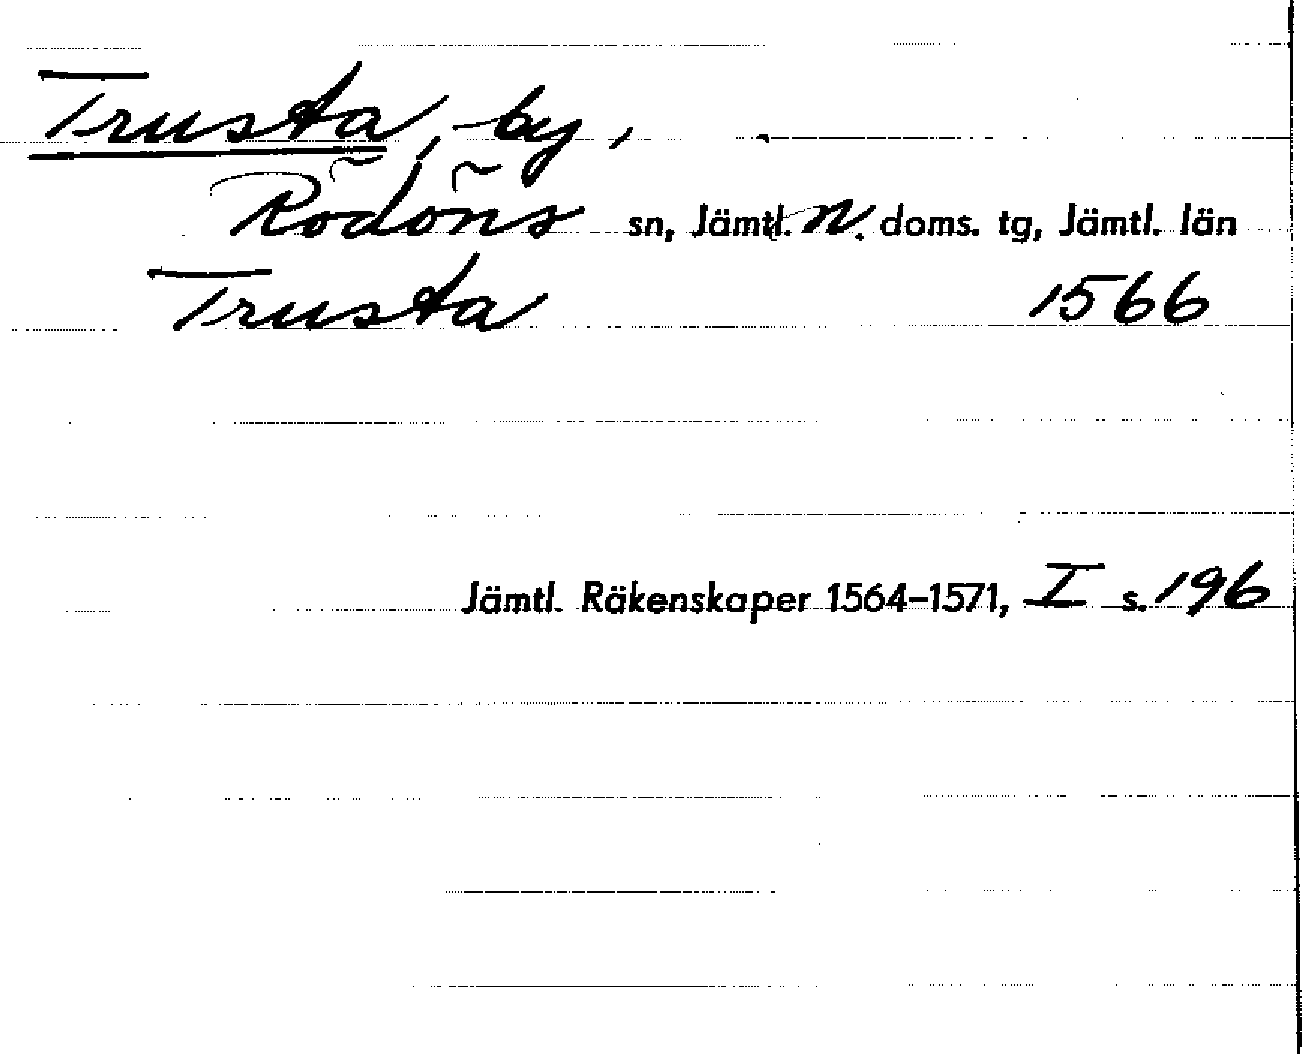 Trusta, by,
Rödöns sn, Jämtl. N. doms. tg, Jämtl. län
Trusta 1566
Jämtl. Räkenskaper 1564-1571, I s. 196